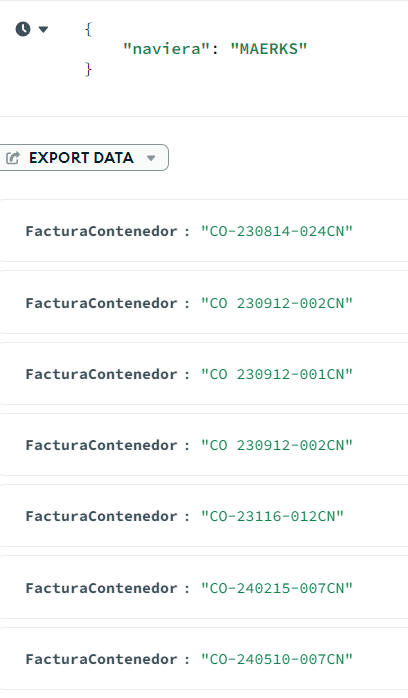 {
"naviera": "MAERKS"
}
EXPORT DATA
FacturaContenedor : "CO-230814-024CN"
FacturaContenedor : "CO 230912-002CN"
FacturaContenedor : "CO 230912-001CN"
FacturaContenedor : "CO 230912-002CN"
FacturaContenedor : "CO-23116-012CN"
FacturaContenedor : "CO-240215-007CN"
FacturaContenedor : "CO-240510-007CN"